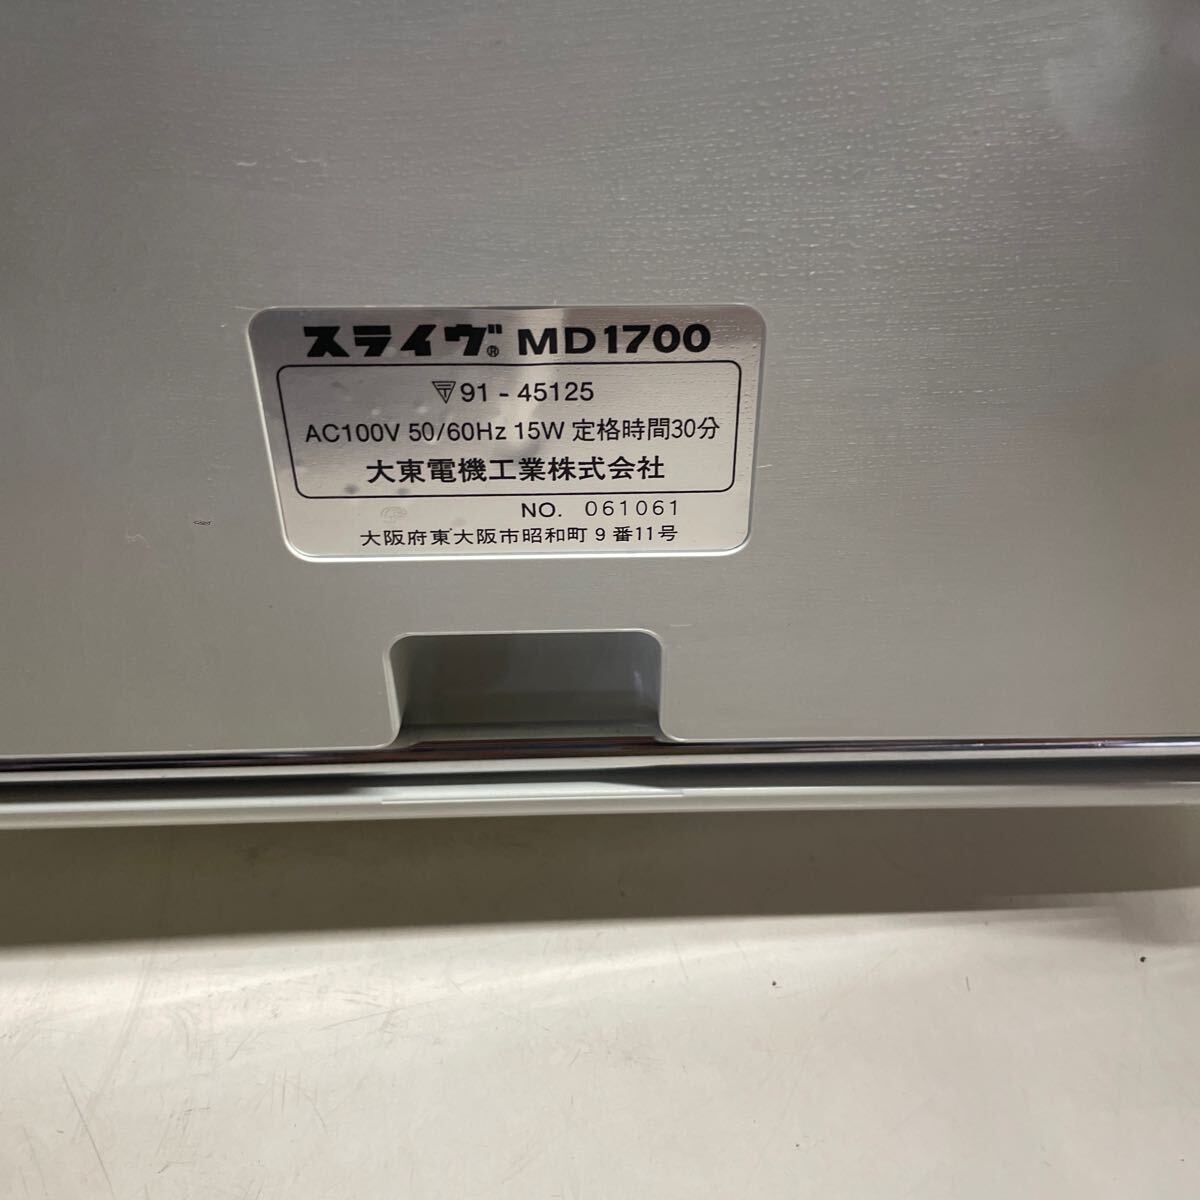 スライヴ® MD1700
〒91-45125
AC100V 50/60Hz 15W 定格時間30分
大東電機工業株式会社
NO. 061061
大阪府東大阪市昭和町9番11号